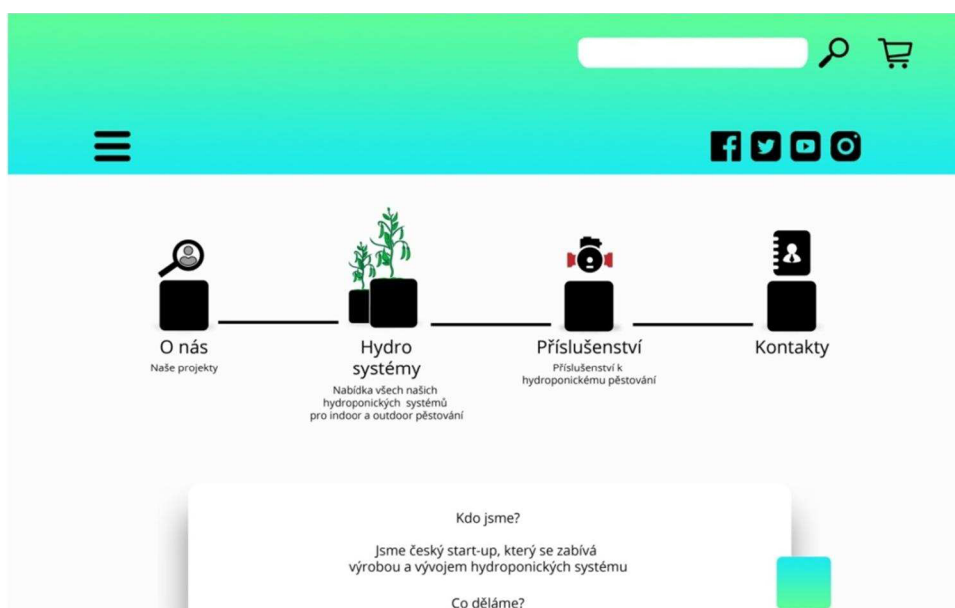 O nás
Naše projekty
Hydro
systémy
Nabídka všech našich
hydroponických systémů
pro indoor a outdoor pěstování
Příslušenství
Příslušenství k
hydroponickému pěstování
Kontakty
Kdo jsme?
Jsme český start-up, který se zabívá
výrobou a vývojem hydroponických systému
Co děláme?